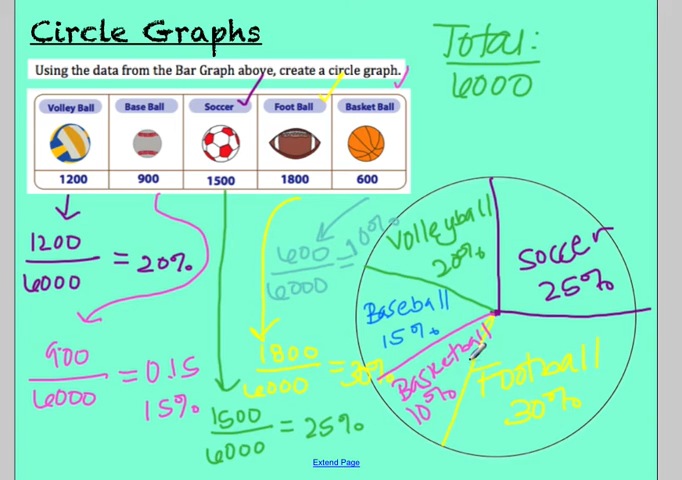 Circle Graphs
Total:
6000
Using the data from the Bar Graph above, create a circle graph.
Volley Ball Base Ball Soccer Foot Ball Basket Ball
1200 900 1500 1800 600
1200
6000
= 20%
900
6000
= 0.15
15%
600
6000
= 10%
1800
6000
= 30%
1500
6000
= 25%
Volleyball
20%
Soccer
25%
Baseball
15%
Basketball
10%
Football
30%
Extend Page